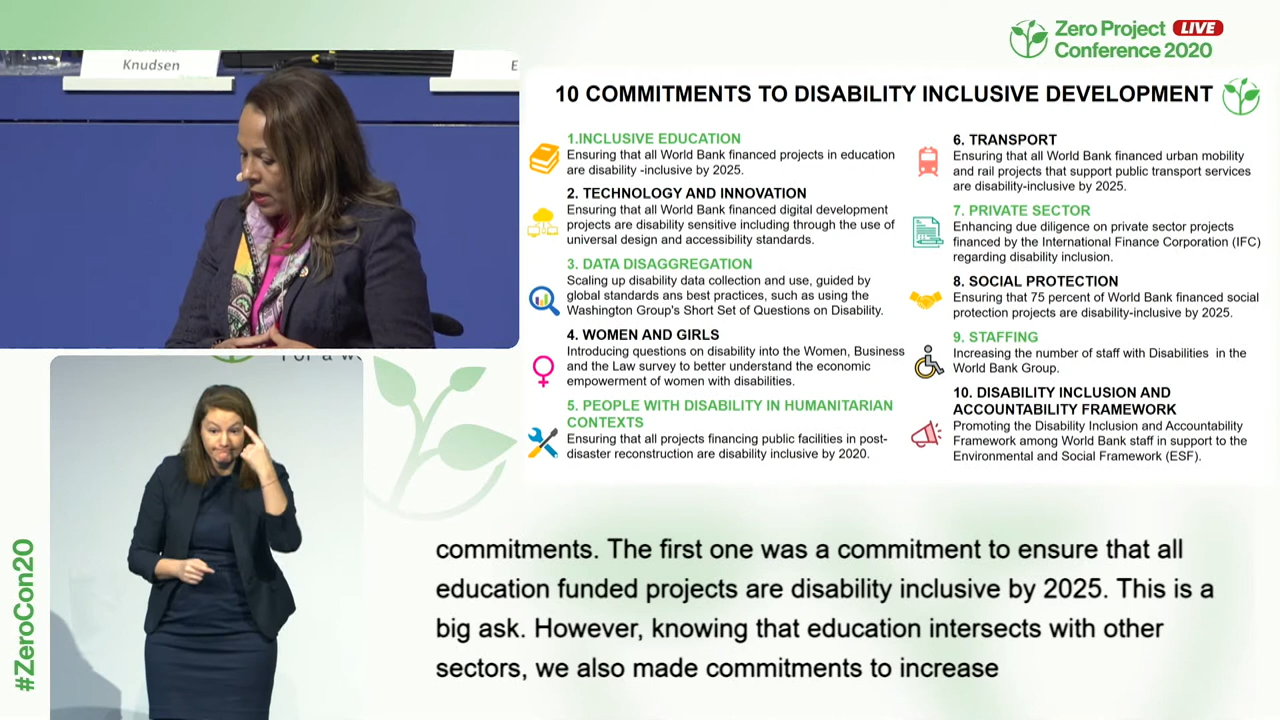 Zero Project LIVE
Conference 2020
Knudsen
E
10 COMMITMENTS TO DISABILITY INCLUSIVE DEVELOPMENT
1.INCLUSIVE EDUCATION
Ensuring that all World Bank financed projects in education
are disability -inclusive by 2025.
2. TECHNOLOGY AND INNOVATION
Ensuring that all World Bank financed digital development
projects are disability sensitive including through the use of
universal design and accessibility standards.
3. DATA DISAGGREGATION
Scaling up disability data collection and use, guided by
global standards ans best practices, such as using the
Washington Group's Short Set of Questions on Disability.
4. WOMEN AND GIRLS
Introducing questions on disability into the Women, Business
and the Law survey to better understand the economic
empowerment of women with disabilities.
5. PEOPLE WITH DISABILITY IN HUMANITARIAN
CONTEXTS
Ensuring that all projects financing public facilities in post-
disaster reconstruction are disability inclusive by 2020.
6. TRANSPORT
Ensuring that all World Bank financed urban mobility
and rail projects that support public transport services
are disability-inclusive by 2025.
7. PRIVATE SECTOR
Enhancing due diligence on private sector projects
financed by the International Finance Corporation (IFC)
regarding disability inclusion.
8. SOCIAL PROTECTION
Ensuring that 75 percent of World Bank financed social
protection projects are disability-inclusive by 2025.
9. STAFFING
Increasing the number of staff with Disabilities in the
World Bank Group.
10. DISABILITY INCLUSION AND
ACCOUNTABILITY FRAMEWORK
Promoting the Disability Inclusion and Accountability
Framework among World Bank staff in support to the
Environmental and Social Framework (ESF).
For a w
#ZeroCon20
commitments. The first one was a commitment to ensure that all
education funded projects are disability inclusive by 2025. This is a
big ask. However, knowing that education intersects with other
sectors, we also made commitments to increase